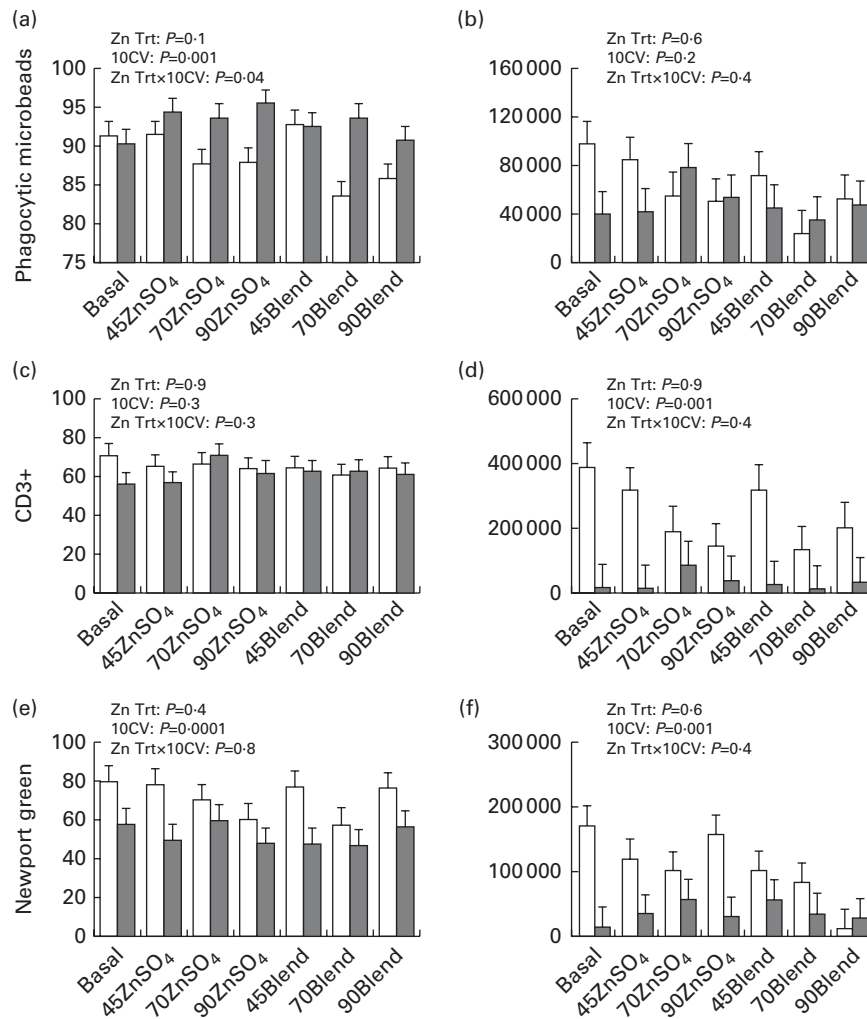 (a)
Zn Trt: P=0·1
10CV: P=0·001
Zn Trt×10CV: P=0·04
Phagocytic microbeads
100
95
90
85
80
75
Basal
45ZnSO4
70ZnSO4
90ZnSO4
45Blend
70Blend
90Blend
(b)
Zn Trt: P=0·6
10CV: P=0·2
Zn Trt×10CV: P=0·4
160 000
120 000
80 000
40 000
0
Basal
45ZnSO4
70ZnSO4
90ZnSO4
45Blend
70Blend
90Blend
(c)
Zn Trt: P=0·9
10CV: P=0·3
Zn Trt×10CV: P=0·3
CD3+
100
80
60
40
20
0
Basal
45ZnSO4
70ZnSO4
90ZnSO4
45Blend
70Blend
90Blend
(d)
Zn Trt: P=0·9
10CV: P=0·001
Zn Trt×10CV: P=0·4
600 000
400 000
200 000
0
Basal
45ZnSO4
70ZnSO4
90ZnSO4
45Blend
70Blend
90Blend
(e)
Zn Trt: P=0·4
10CV: P=0·0001
Zn Trt×10CV: P=0·8
Newport green
100
80
60
40
20
0
Basal
45ZnSO4
70ZnSO4
90ZnSO4
45Blend
70Blend
90Blend
(f)
Zn Trt: P=0·6
10CV: P=0·001
Zn Trt×10CV: P=0·4
300 000
200 000
100 000
0
Basal
45ZnSO4
70ZnSO4
90ZnSO4
45Blend
70Blend
90Blend